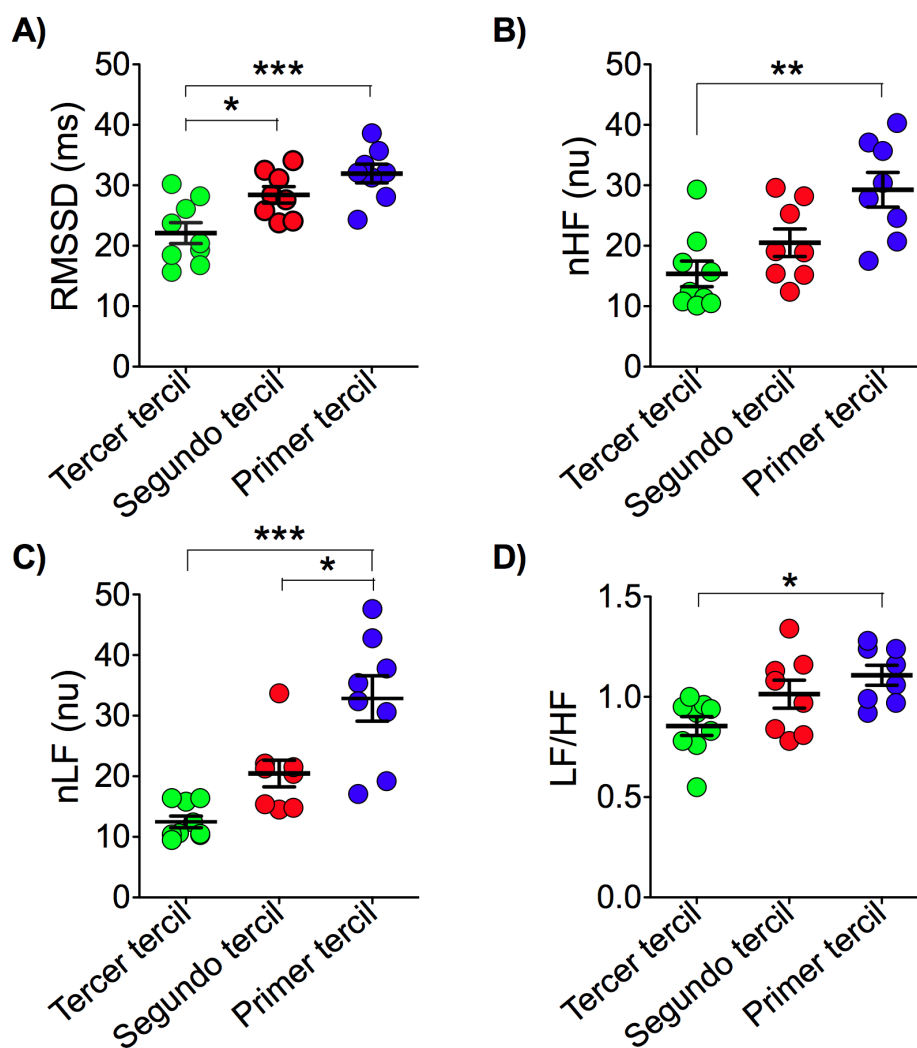 A)
***
*
RMSSD (ms)
50
40
30
20
10
0
Tercer tercil
Segundo tercil
Primer tercil
B)
**
nHF (nu)
50
40
30
20
10
0
Tercer tercil
Segundo tercil
Primer tercil
C)
***
*
nLF (nu)
50
40
30
20
10
0
Tercer tercil
Segundo tercil
Primer tercil
D)
*
LF/HF
1.5
1.0
0.5
0.0
Tercer tercil
Segundo tercil
Primer tercil